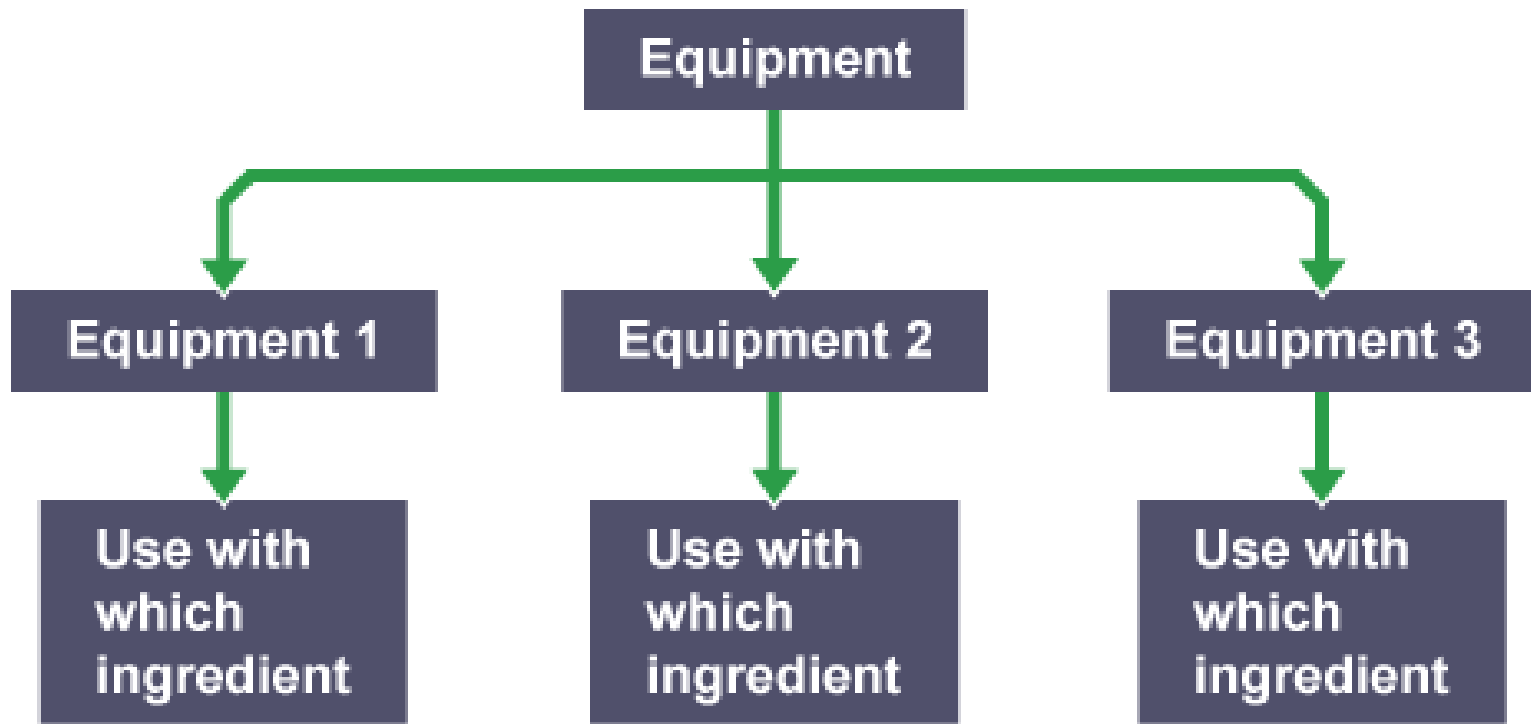 Equipment
Equipment 1
Equipment 2
Equipment 3
Use with
which
ingredient
Use with
which
ingredient
Use with
which
ingredient